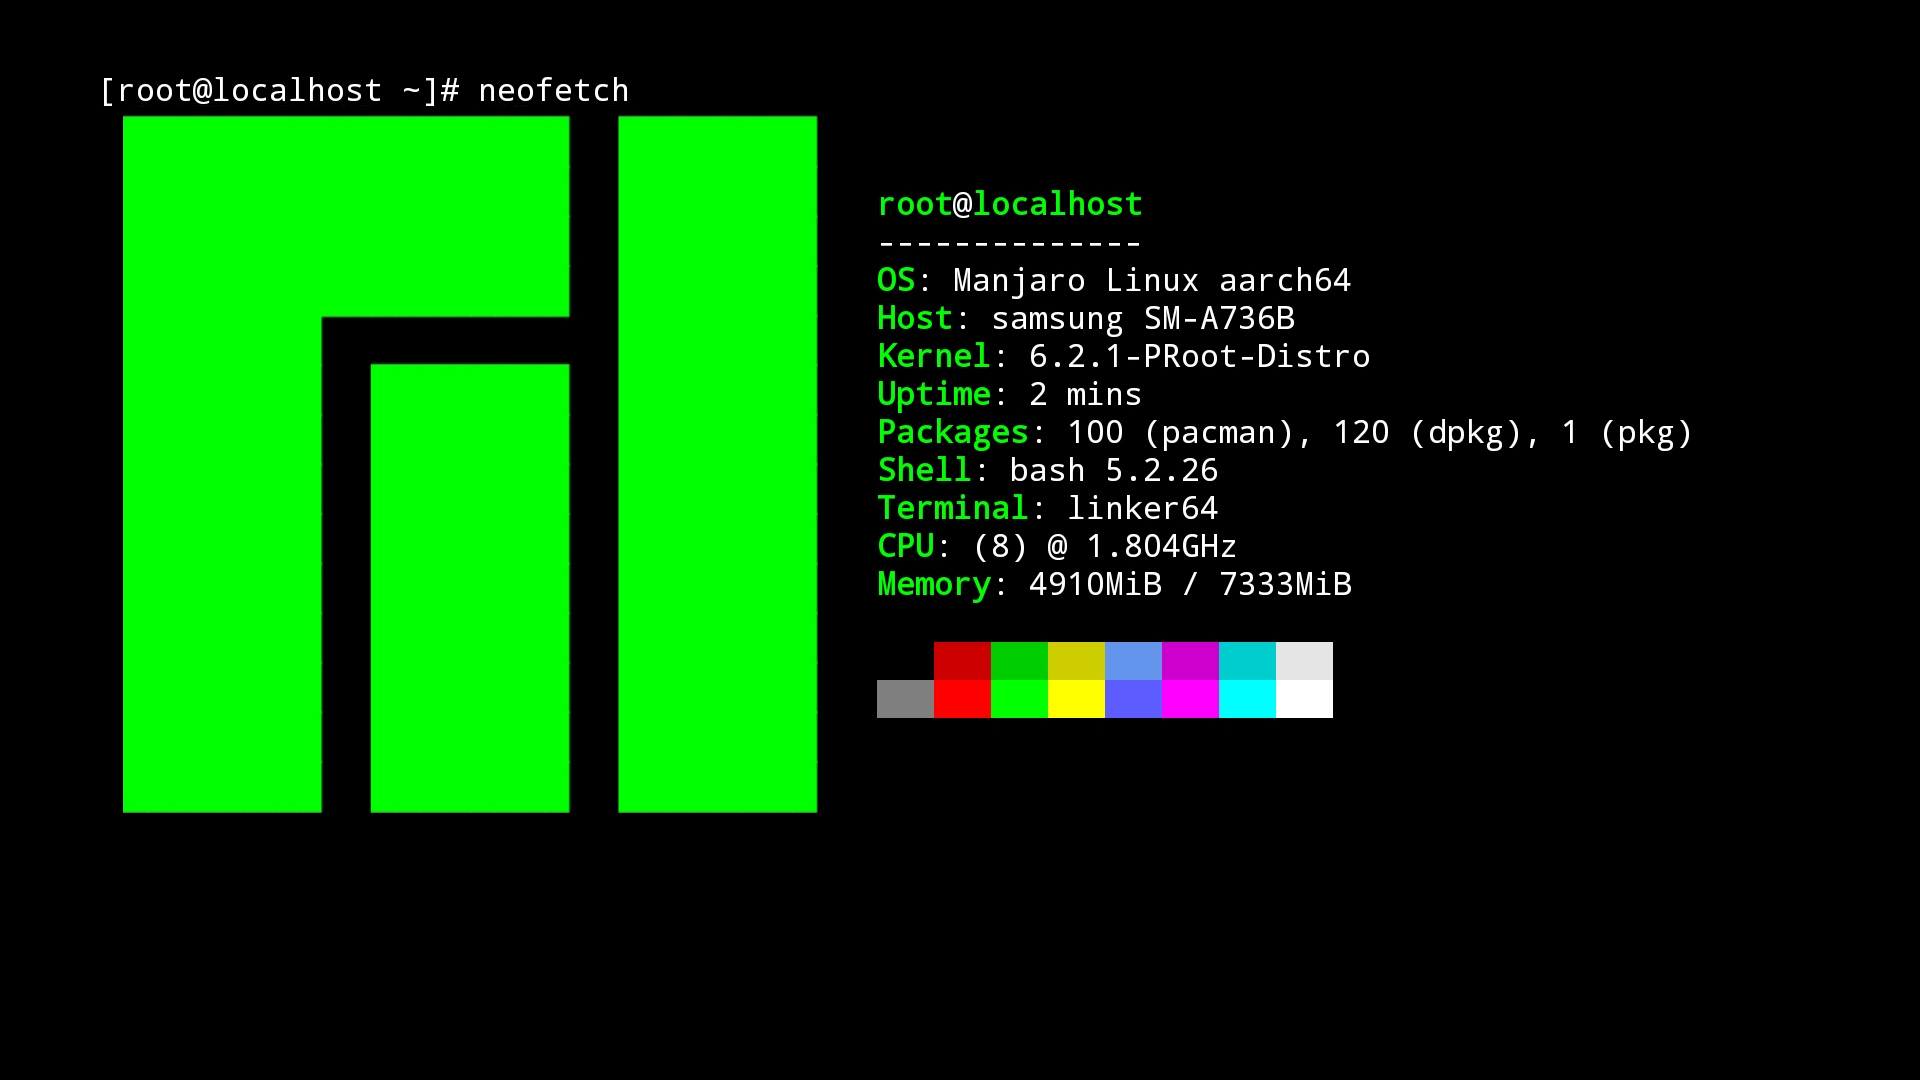 [root@localhost ~]# neofetch
root@localhost
--------------
OS: Manjaro Linux aarch64
Host: samsung SM-A736B
Kernel: 6.2.1-PRoot-Distro
Uptime: 2 mins
Packages: 100 (pacman), 120 (dpkg), 1 (pkg)
Shell: bash 5.2.26
Terminal: linker64
CPU: (8) @ 1.804GHz
Memory: 4910MiB / 7333MiB